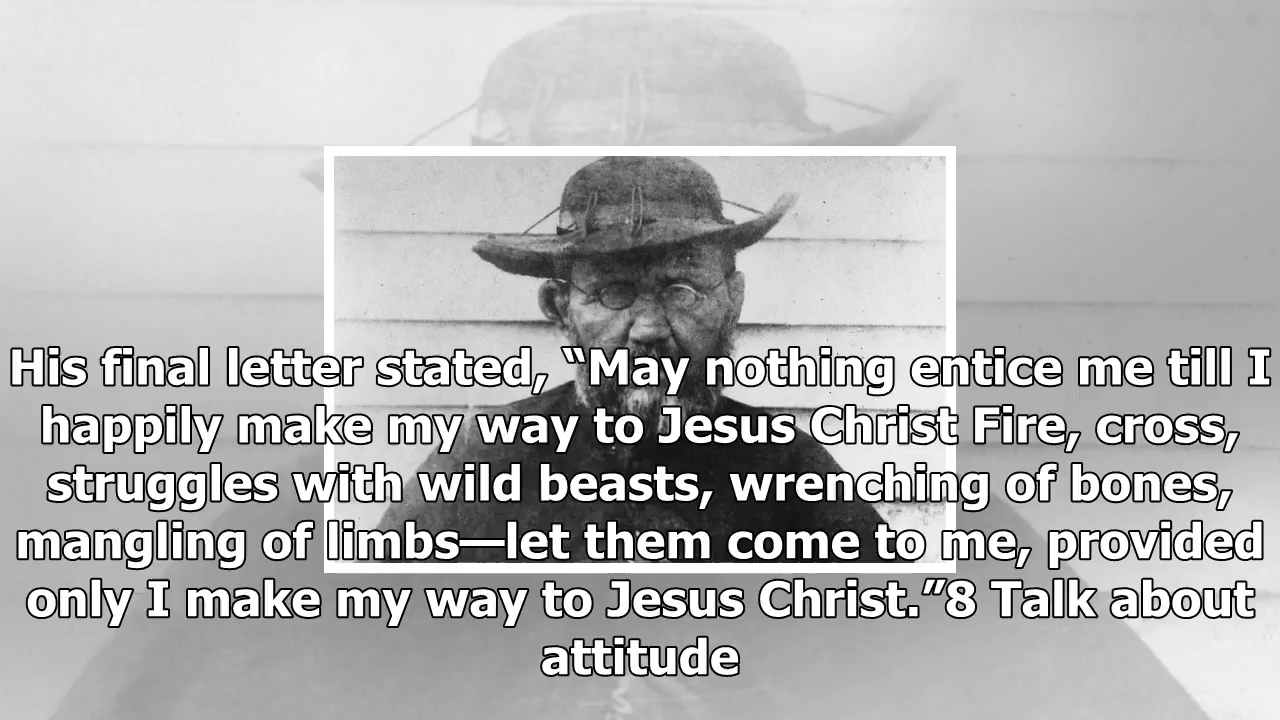 His final letter stated, “May nothing entice me till I
happily make my way to Jesus Christ Fire, cross,
struggles with wild beasts, wrenching of bones,
mangling of limbs—let them come to me, provided
only I make my way to Jesus Christ.”8 Talk about
attitude